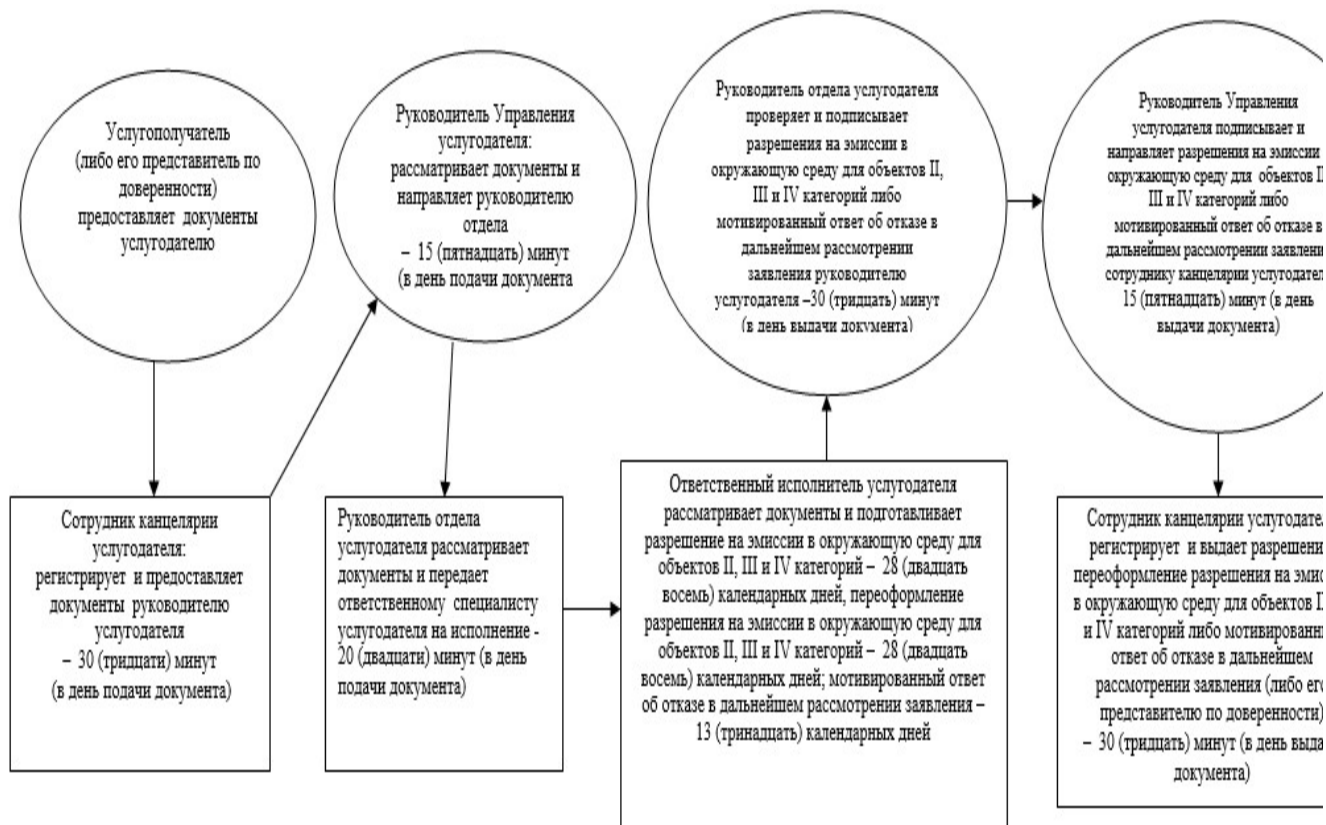 Услугополучатель
(либо его представитель по
доверенности)
предоставляет документы
услугодателю
Сотрудник канцелярии
услугодателя:
регистрирует и предоставляет
документы руководителю
услугодателя
– 30 (тридцати) минут
(в день подачи документа)
Руководитель Управления
услугодателя:
рассматривает документы и
направляет руководителю
отдела
– 15 (пятнадцать) минут
(в день подачи документа
Руководитель отдела
услугодателя рассматривает
документы и передает
ответственному специалисту
услугодателя на исполнение -
20 (двадцати) минут (в день
подачи документа)
Ответственный исполнитель услугодателя
рассматривает документы и подготавливает
разрешение на эмиссии в окружающую среду для
объектов II, III и IV категорий – 28 (двадцать
восемь) календарных дней, переоформление
разрешения на эмиссии в окружающую среду для
объектов II, III и IV категорий – 28 (двадцать
восемь) календарных дней; мотивированный ответ
об отказе в дальнейшем рассмотрении заявления –
13 (тринадцать) календарных дней
Руководитель отдела услугодателя
проверяет и подписывает
разрешения на эмиссии в
окружающую среду для объектов II,
III и IV категорий либо
мотивированный ответ об отказе в
дальнейшем рассмотрении
заявления руководителю
услугодателя –30 (тридцать) минут
(в день выдачи документа)
Руководитель Управления
услугодателя подписывает и
направляет разрешения на эмиссии
окружающую среду для объектов
III и IV категорий либо
мотивированный ответ об отказе в
дальнейшем рассмотрении
сотруднику канцелярии
15 (пятнадцать) минут (в день
выдачи документа)
Сотрудник канцелярии
регистрирует и выдает
переоформление разрешения на
в окружающую среду для объектов
и IV категорий либо
ответ об отказе в дальнейшем
рассмотрении заявления (либо
представителю по доверенности)
– 30 (тридцать) минут (в день
документа)